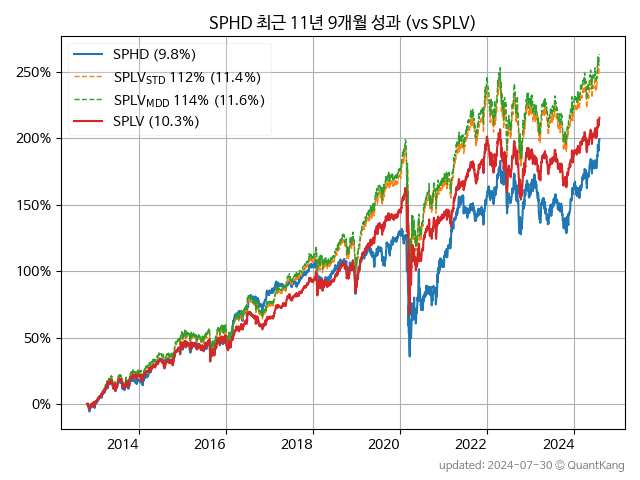 SPHD 최근 11년 9개월 성과 (vs SPLV)
SPHD (9.8%)
SPLV_STD 112% (11.4%)
SPLV_MDD 114% (11.6%)
SPLV (10.3%)
250%
200%
150%
100%
50%
0%
2014 2016 2018 2020 2022 2024
updated: 2024-07-30 © QuantKang